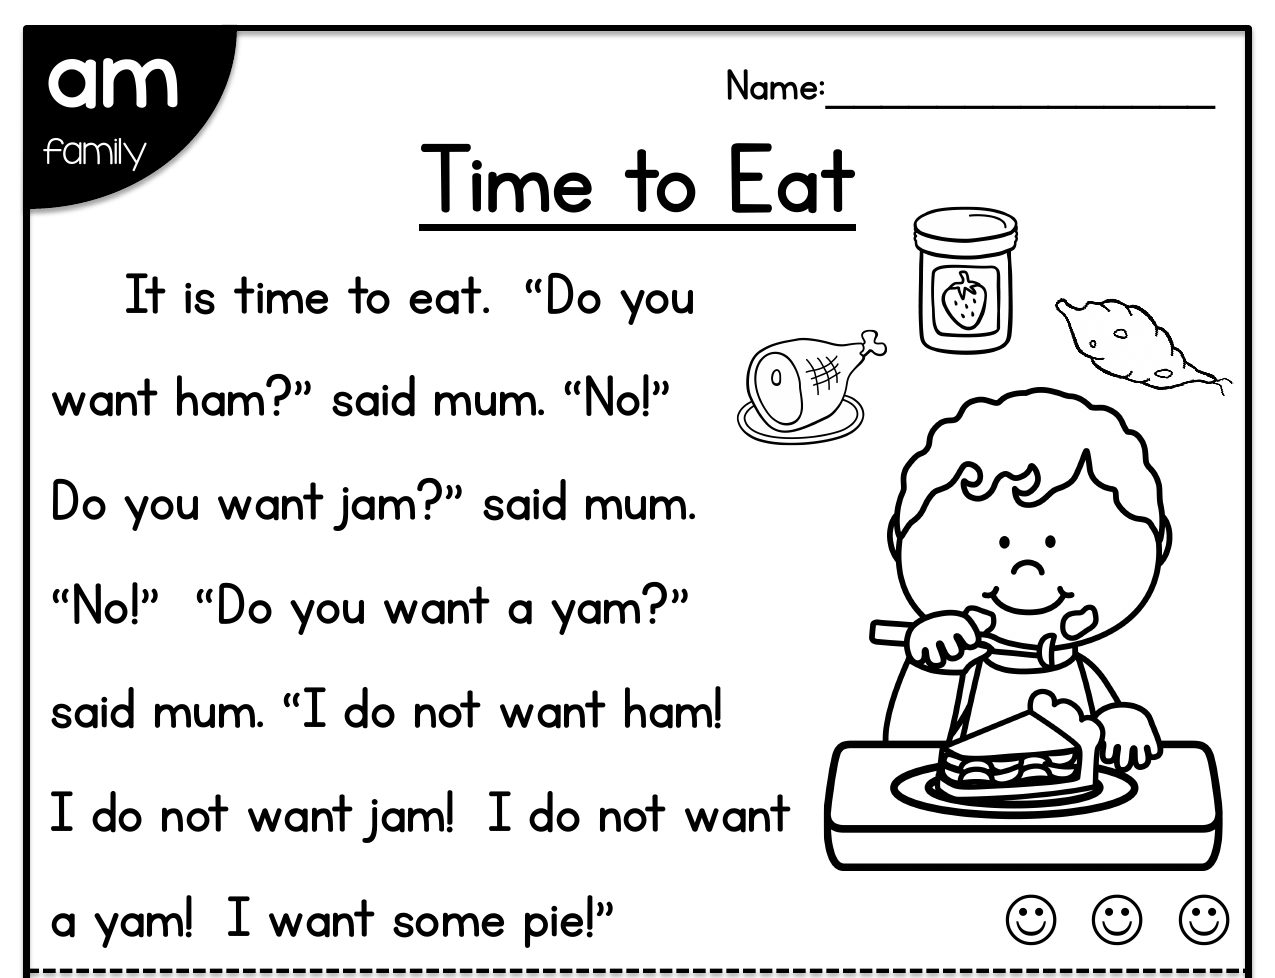 am
family
Name:
Time to Eat
It is time to eat. “Do you
want ham?” said mum. “No!”
Do you want jam?” said mum.
“No!” “Do you want a yam?”
said mum. “I do not want ham!
I do not want jam! I do not want
a yam! I want some pie!”